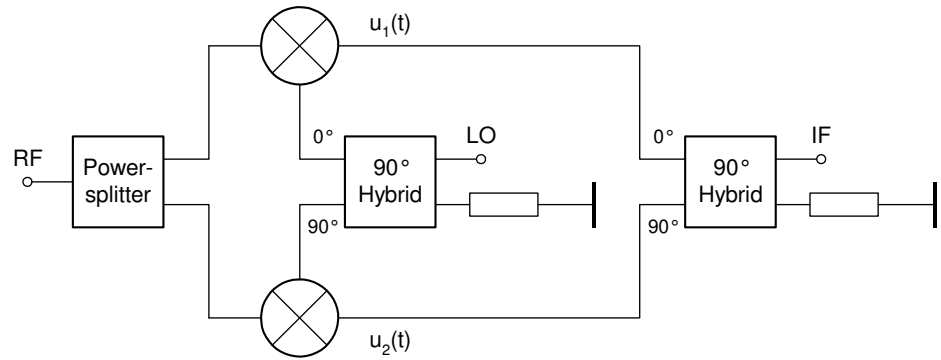 u₁(t)
RF
Power-
splitter
0°
90°
90°
Hybrid
LO
0°
90°
90°
Hybrid
IF
u₂(t)